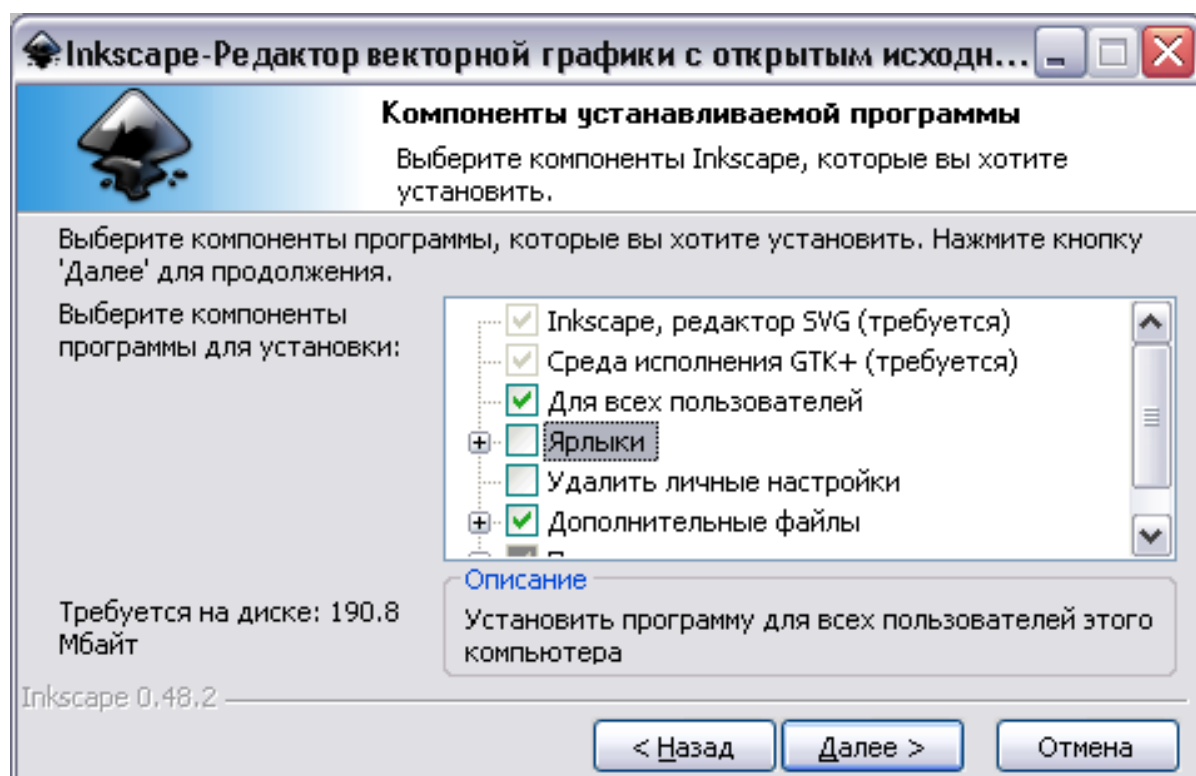 Inkscape-Редактор векторной графики с открытым исходн...
Компоненты устанавливаемой программы
Выберите компоненты Inkscape, которые вы хотите
установить.
Выберите компоненты программы, которые вы хотите установить. Нажмите кнопку
'Далее' для продолжения.
Выберите компоненты
программы для установки:
Inkscape, редактор SVG (требуется)
Среда исполнения GTK+ (требуется)
Для всех пользователей
Ярлыки
Удалить личные настройки
Дополнительные файлы
Описание
Установить программу для всех пользователей этого
компьютера
Требуется на диске: 190.8
Мбайт
Inkscape 0.48.2
< Назад
Далее >
Отмена